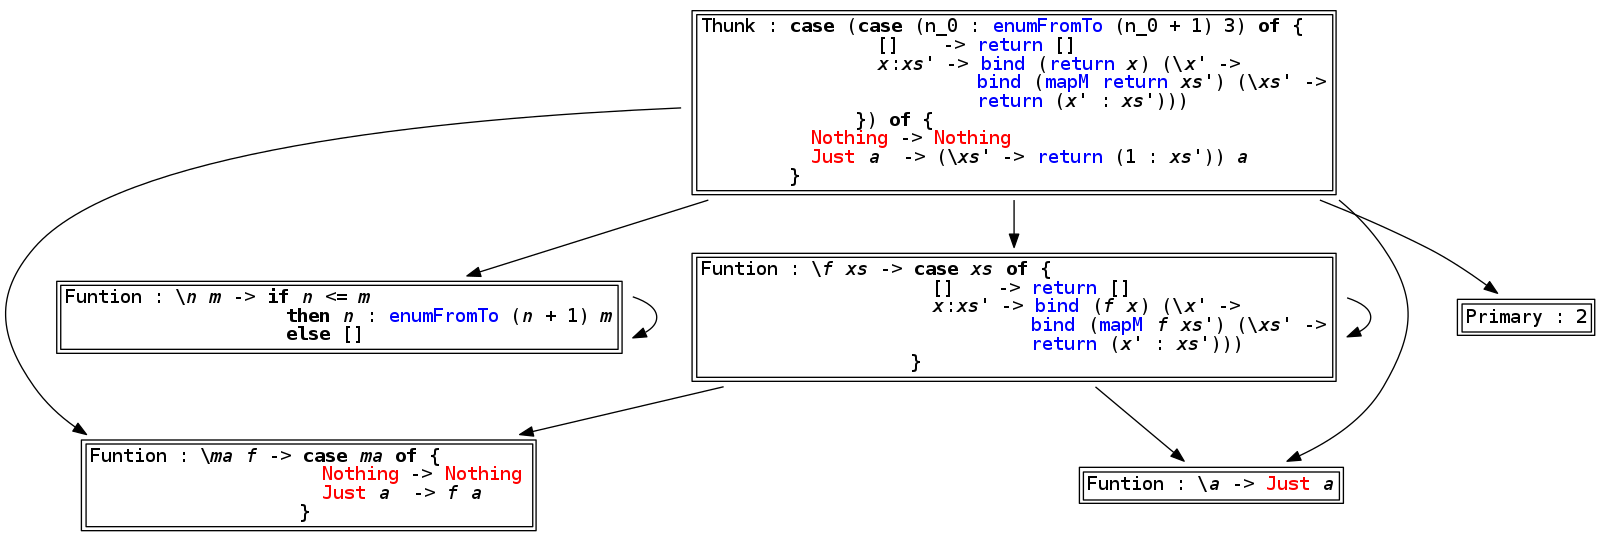 Thunk : case (case (n_0 : enumFromTo (n_0 + 1) 3) of {
[]    -> return []
x:xs' -> bind (return x) (\x' ->
bind (mapM return xs') (\xs' ->
return (x' : xs')))
}) of {
Nothing -> Nothing
Just a  -> (\xs' -> return (1 : xs')) a
}
Funtion : \n m -> if n <= m
then n : enumFromTo (n + 1) m
else []
Funtion : \f xs -> case xs of {
[]    -> return []
x:xs' -> bind (f x) (\x' ->
bind (mapM f xs') (\xs' ->
return (x' : xs')))
}
Primary : 2
Funtion : \ma f -> case ma of {
Nothing -> Nothing
Just a  -> f a
}
Funtion : \a -> Just a